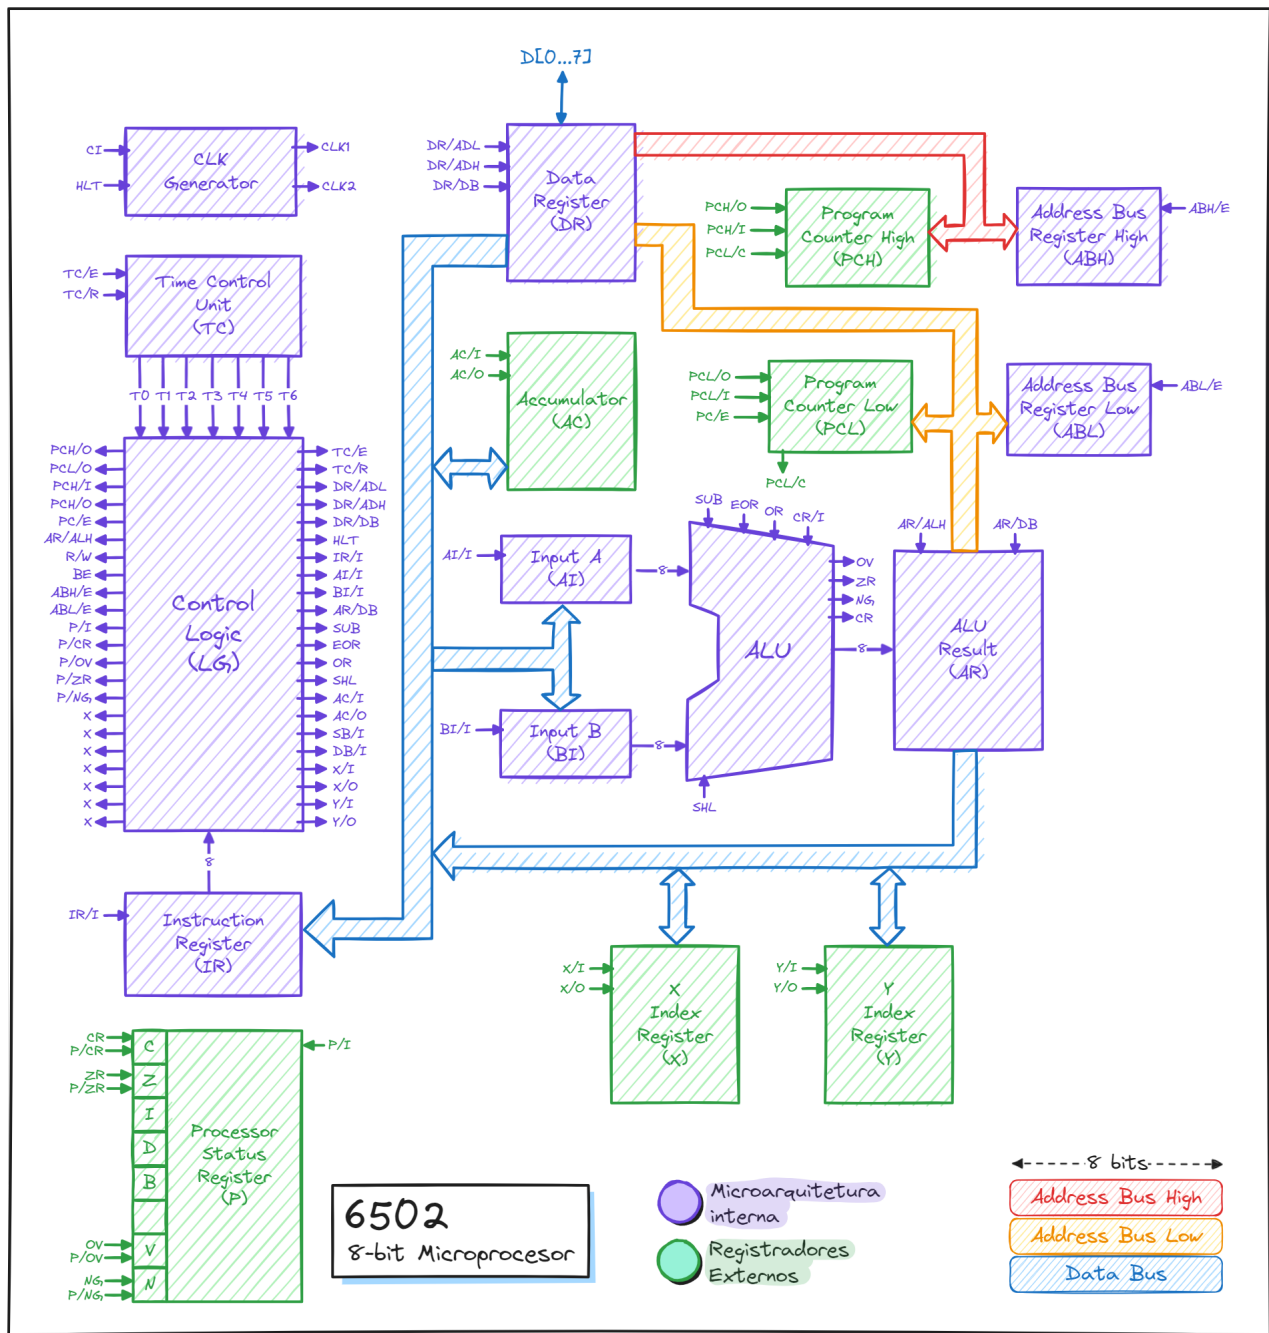 D[0...7]
CI
HLT
CLK
Generator
CLK1
CLK2
DR/ADL
DR/ADH
DR/DB
Data
Register
(DR)
PCH/O
PCH/I
PCL/C
Program
Counter High
(PCH)
Address Bus
Register High
(ABH)
ABH/E
TC/E
TC/R
Time Control
Unit
(TC)
T0 T1 T2 T3 T4 T5 T6
AC/I
AC/O
Accumulator
(AC)
PCL/O
PCL/I
PC/E
Program
Counter Low
(PCL)
PCL/C
Address Bus
Register Low
(ABL)
ABL/E
PCH/O
PCL/O
PCH/I
PCH/O
PC/E
AR/ALH
R/W
BE
ABH/E
ABL/E
P/I
P/CR
P/OV
P/ZR
P/NG
X
X
X
X
X
X
X
Control
Logic
(LG)
TC/E
TC/R
DR/ADL
DR/ADH
DR/DB
HLT
IR/I
AI/I
BI/I
AR/DB
SUB
EOR
OR
SHL
AC/I
AC/O
SB/I
DB/I
X/I
X/O
Y/I
Y/O
AI/I
Input A
(AI)
8
BI/I
Input B
(BI)
8
SUB
EOR
OR
CR/I
ALU
OV
ZR
NG
CR
8
SHL
AR/ALH
AR/DB
ALU
Result
(AR)
8
IR/I
Instruction
Register
(IR)
X/I
X/O
X
Index
Register
(X)
Y/I
Y/O
Y
Index
Register
(Y)
CR
P/CR
ZR
P/ZR
OV
P/OV
NG
P/NG
C
Z
I
D
B
V
N
Processor
Status
Register
(P)
P/I
6502
8-bit Microprocesor
Microarquitetura
interna
Registradores
Externos
8 bits
Address Bus High
Address Bus Low
Data Bus